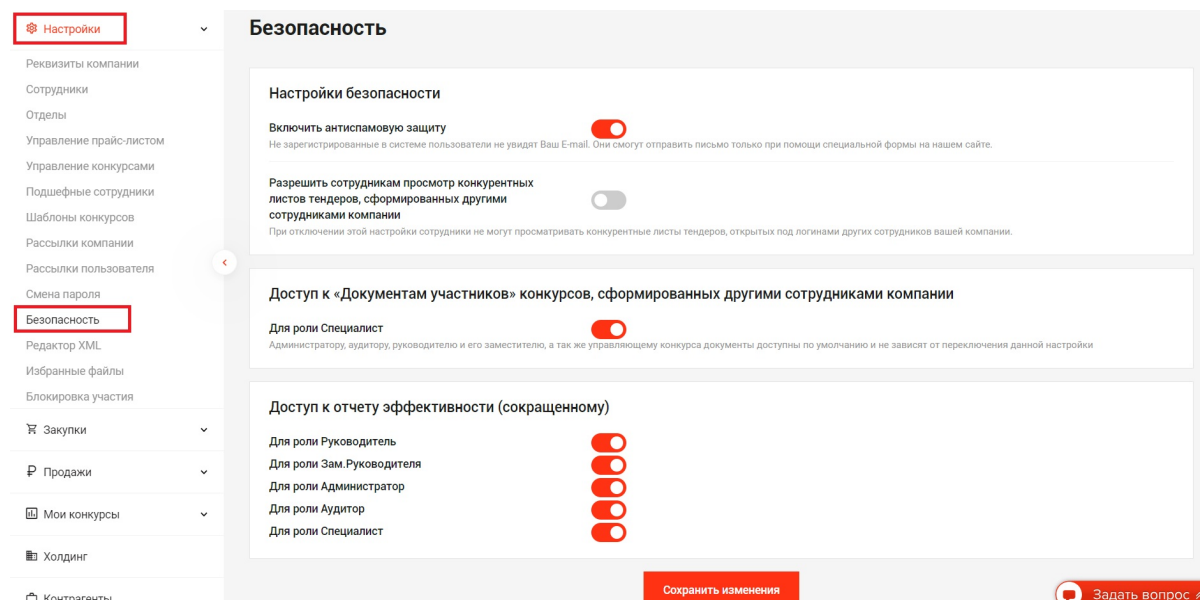 Настройки
Реквизиты компании
Сотрудники
Отделы
Управление прайс-листом
Управление конкурсами
Подшефные сотрудники
Шаблоны конкурсов
Рассылки компании
Рассылки пользователя
Смена пароля
Безопасность
Редактор XML
Избранные файлы
Блокировка участия
Закупки
Продажи
Мои конкурсы
Холдинг
Контрагенты
Безопасность
Настройки безопасности
Включить антиспамовую защиту
Не зарегистрированные в системе пользователи не увидят Ваш E-mail. Они смогут отправить письмо только при помощи специальной формы на нашем сайте.
Разрешить сотрудникам просмотр конкурентных
листов тендеров, сформированных другими
сотрудниками компании
При отключении этой настройки сотрудники не могут просматривать конкурентные листы тендеров, открытых под логинами других сотрудников вашей компании.
Доступ к «Документам участников» конкурсов, сформированных другими сотрудниками компании
Для роли Специалист
Администратору, аудитору, руководителю и его заместителю, а так же управляющему конкурса документы доступны по умолчанию и не зависят от переключения данной настройки
Доступ к отчету эффективности (сокращенному)
Для роли Руководитель
Для роли Зам.Руководителя
Для роли Администратор
Для роли Аудитор
Для роли Специалист
Сохранить изменения
Задать вопрос